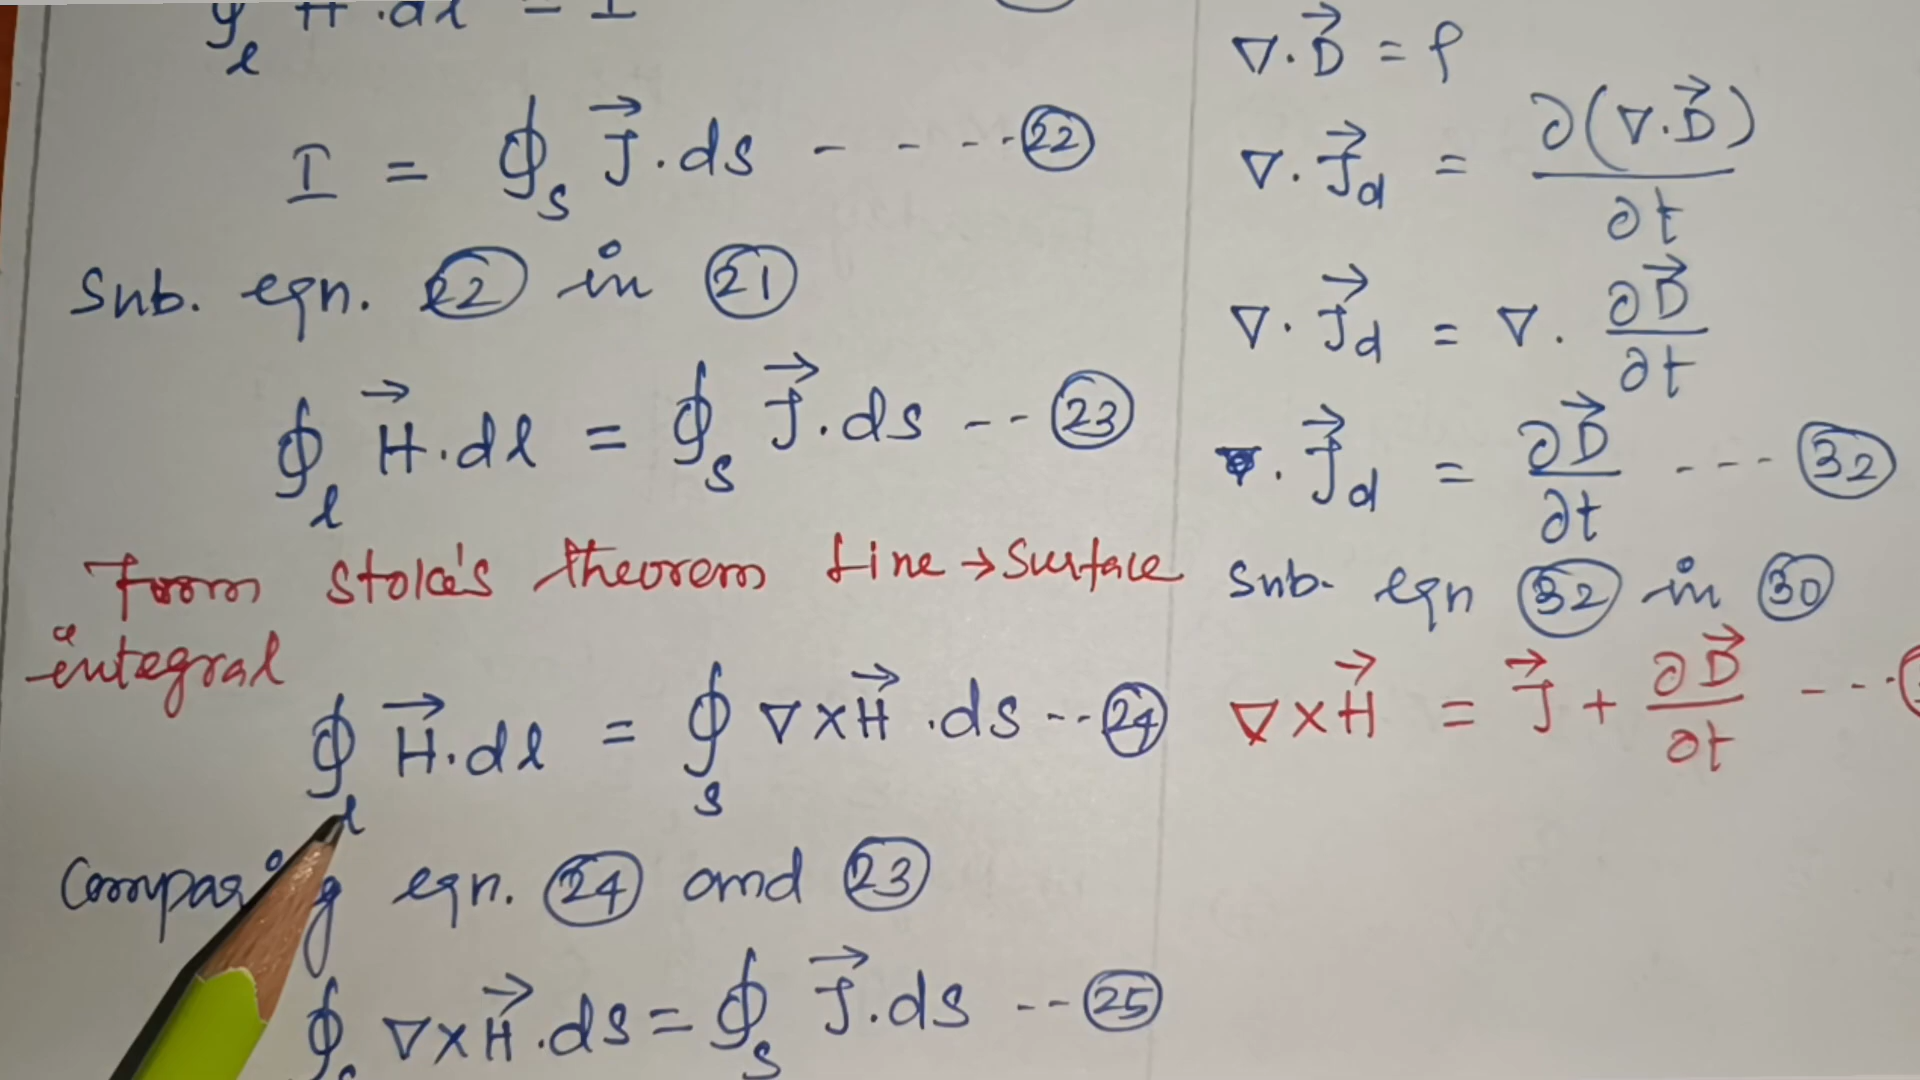 ∮l H⃗.dl = I
I = ∮s J⃗.ds - - - -- (22)
Sub. eqn. (22) in (21)
∮l H⃗.dl = ∮s J⃗.ds -- -- (23)
From Stoke's theorem Line → Surface
integral
∮l H⃗.dl = ∮s ∇×H⃗.ds -- -- (24)
Comparing eqn. (24) and (23)
∮s ∇×H⃗.ds = ∮s J⃗.ds -- -- (25)
∇.D⃗ = ρ
∇.J⃗d = ∂(∇.D⃗)/∂t
∇.J⃗d = ∇.∂D⃗/∂t
. J⃗d = ∂D⃗/∂t - - - - (32)
Sub- eqn (32) in (30)
∇×H⃗ = J⃗ + ∂D⃗/∂t - - - -